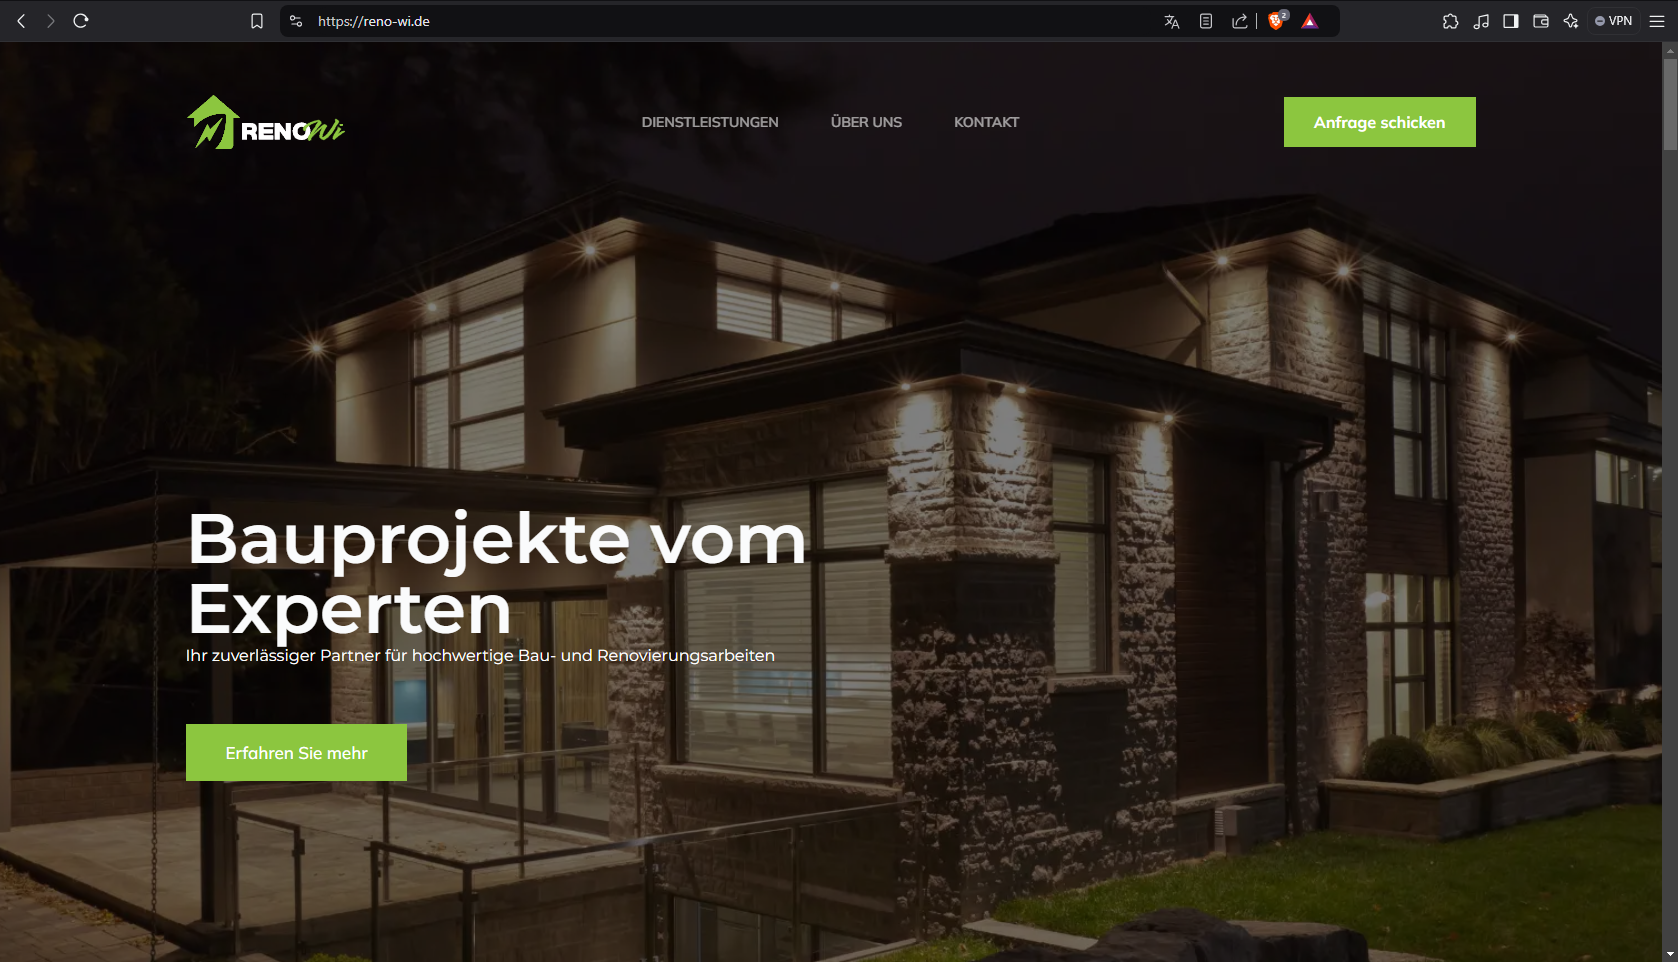 https://reno-wi.de
2
VPN
RENOWi
DIENSTLEISTUNGEN
ÜBER UNS
KONTAKT
Anfrage schicken
Bauprojekte vom
Experten
Ihr zuverlässiger Partner für hochwertige Bau- und Renovierungsarbeiten
Erfahren Sie mehr